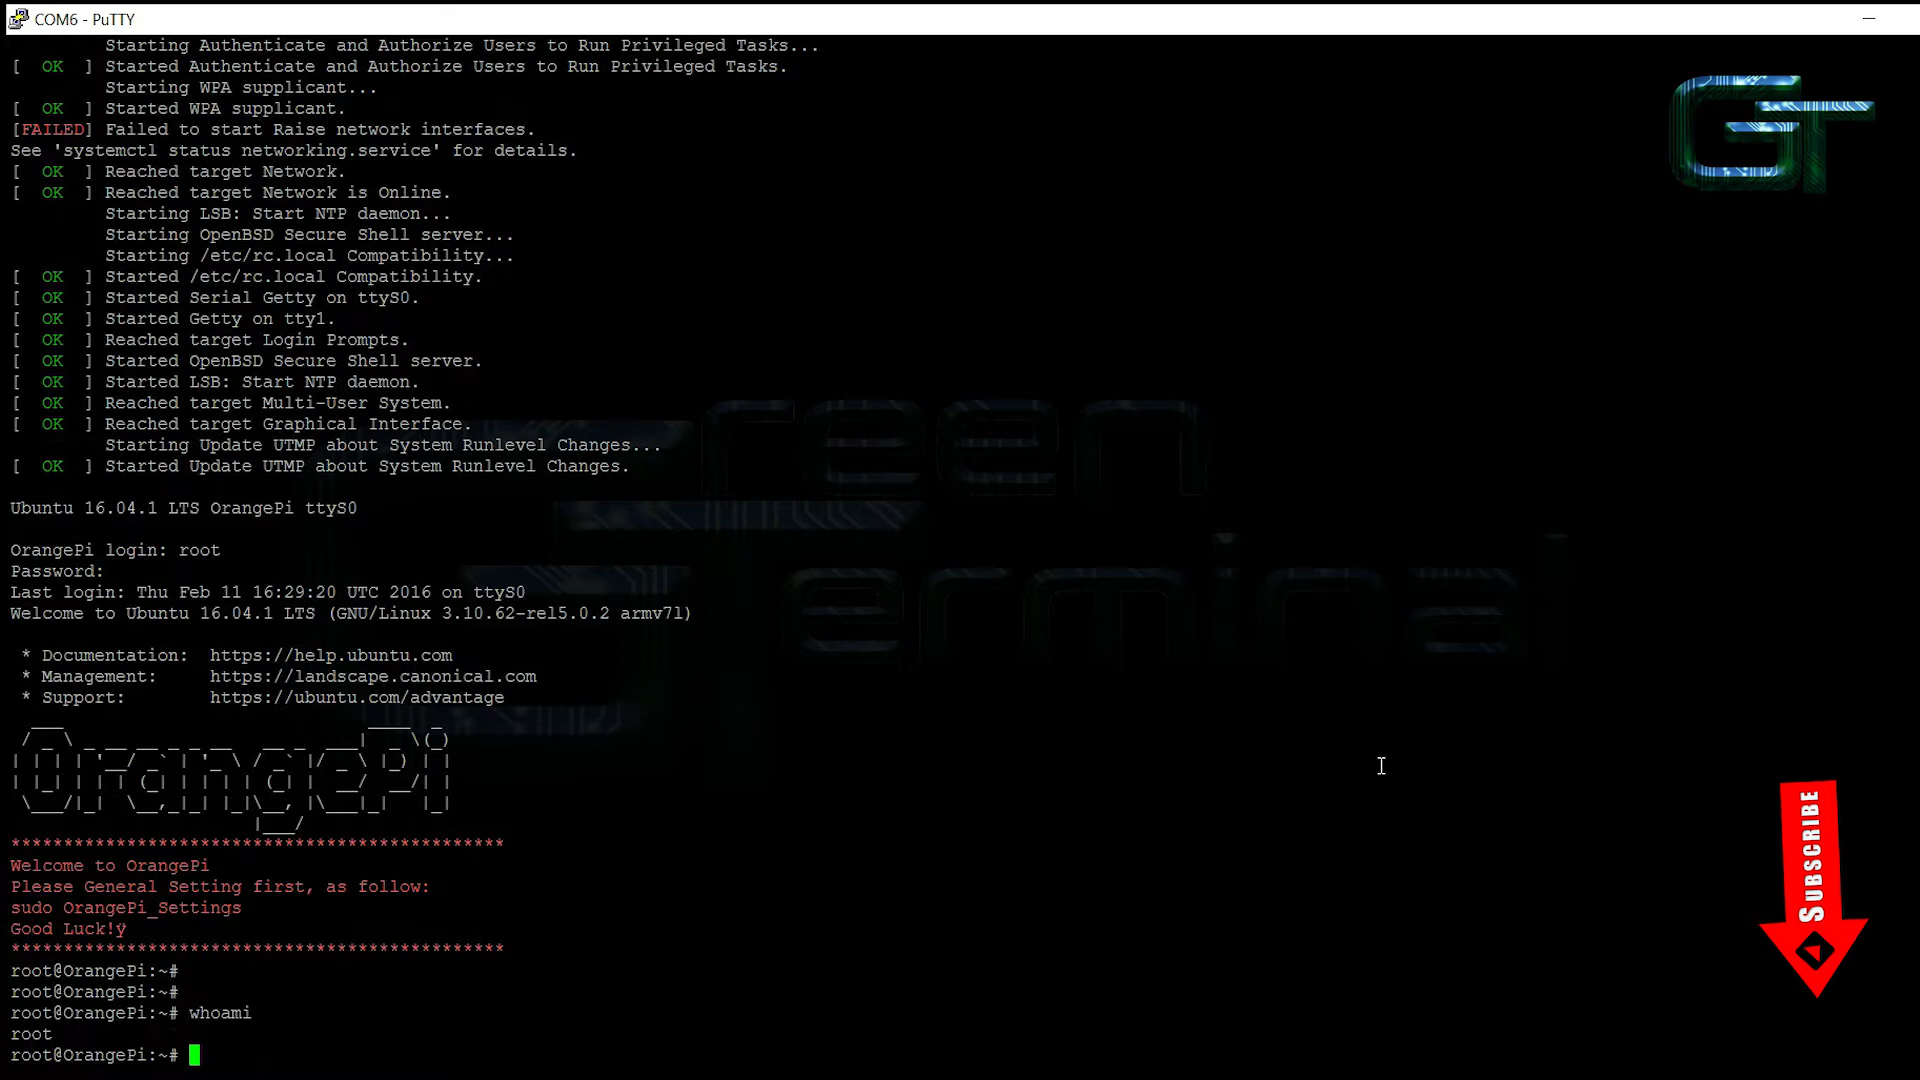 COM6 - PuTTY
Starting Authenticate and Authorize Users to Run Privileged Tasks...
[  OK  ] Started Authenticate and Authorize Users to Run Privileged Tasks.
Starting WPA supplicant...
[  OK  ] Started WPA supplicant.
[FAILED] Failed to start Raise network interfaces.
See 'systemctl status networking.service' for details.
[  OK  ] Reached target Network.
[  OK  ] Reached target Network is Online.
Starting LSB: Start NTP daemon...
Starting OpenBSD Secure Shell server...
Starting /etc/rc.local Compatibility...
[  OK  ] Started /etc/rc.local Compatibility.
[  OK  ] Started Serial Getty on ttyS0.
[  OK  ] Started Getty on tty1.
[  OK  ] Reached target Login Prompts.
[  OK  ] Started OpenBSD Secure Shell server.
[  OK  ] Started LSB: Start NTP daemon.
[  OK  ] Reached target Multi-User System.
[  OK  ] Reached target Graphical Interface.
Starting Update UTMP about System Runlevel Changes...
[  OK  ] Started Update UTMP about System Runlevel Changes.
Ubuntu 16.04.1 LTS OrangePi ttyS0
OrangePi login: root
Password:
Last login: Thu Feb 11 16:29:20 UTC 2016 on ttyS0
Welcome to Ubuntu 16.04.1 LTS (GNU/Linux 3.10.62-rel5.0.2 armv7l)
* Documentation:  https://help.ubuntu.com
* Management:     https://landscape.canonical.com
* Support:        https://ubuntu.com/advantage
OrangePi
************************************************
Welcome to OrangePi
Please General Setting first, as follow:
sudo OrangePi_Settings
Good Luck!ÿ
************************************************
root@OrangePi:~#
root@OrangePi:~#
root@OrangePi:~# whoami
root
root@OrangePi:~#
GT
Green
Terminal
SUBSCRIBE